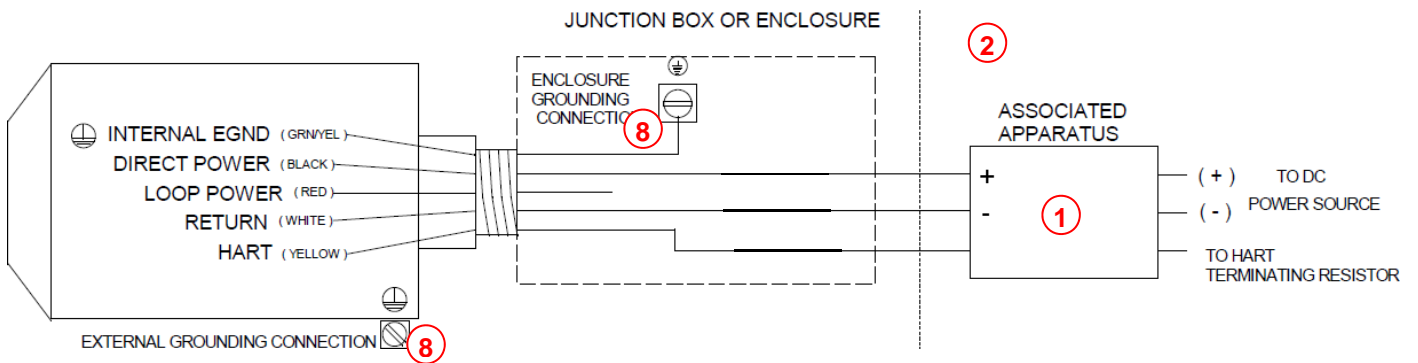 JUNCTION BOX OR ENCLOSURE
2
ENCLOSURE
GROUNDING
CONNECTIO
8
ASSOCIATED
APPARATUS
INTERNAL EGND (GRN/YEL)
DIRECT POWER (BLACK)
LOOP POWER (RED)
RETURN (WHITE)
HART (YELLOW)
+
-
1
(+) TO DC
(-) POWER SOURCE
TO HART
TERMINATING RESISTOR
EXTERNAL GROUNDING CONNECTION
8